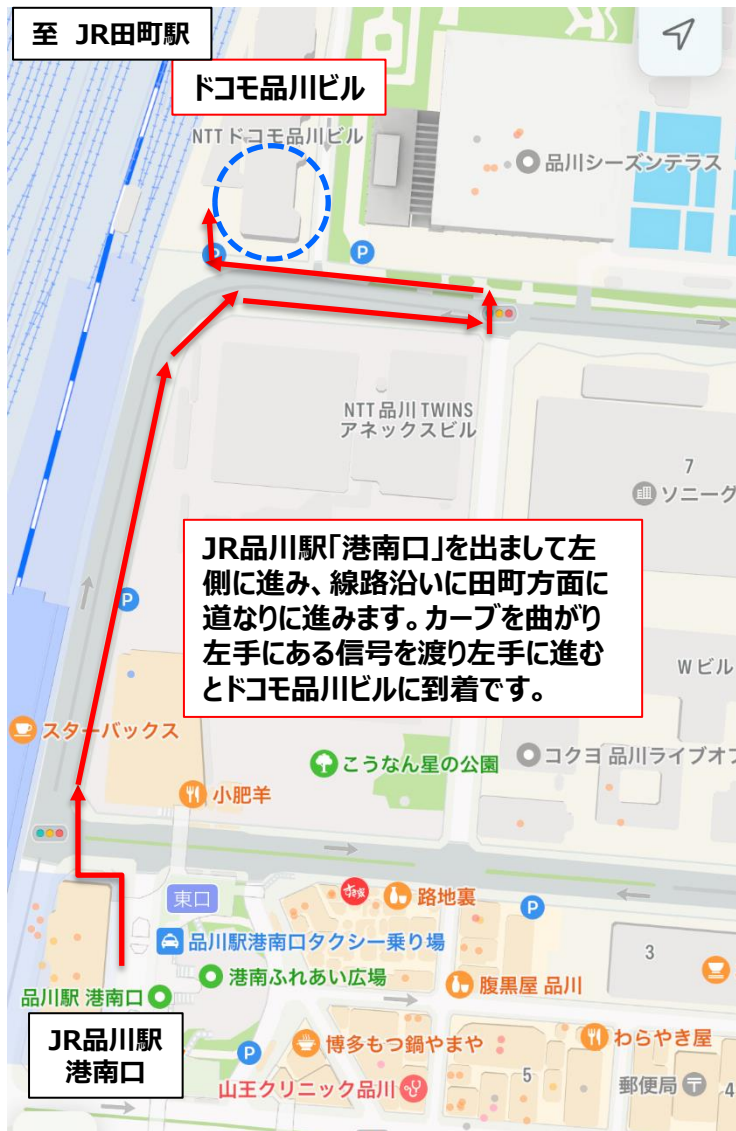 至 JR田町駅
ドコモ品川ビル
NTTドコモ品川ビル
P
P
品川シーズンテラス
NTT品川TWINS
アネックスビル
7
ソニーグ
JR品川駅「港南口」を出まして左
側に進み、線路沿いに田町方面に
道なりに進みます。カーブを曲がり
左手にある信号を渡り左手に進む
とドコモ品川ビルに到着です。
P
Wビル
スターバックス
こうなん星の公園
コクヨ 品川ライブオフ
小肥羊
東口
すき家
路地裏
P
品川駅港南口タクシー乗り場
3
港南ふれあい広場
腹黒屋 品川
品川駅 港南口
JR品川駅
港南口
P
博多もつ鍋やまや
わらやき屋
山王クリニック品川
5
郵便局
4